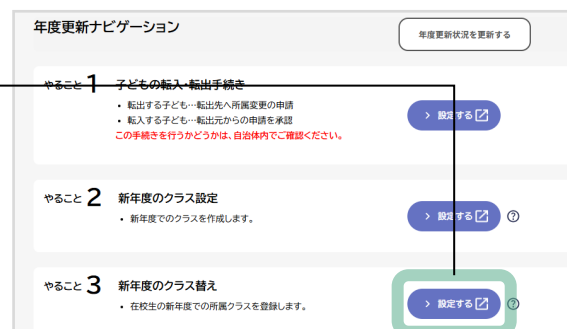 年度更新ナビゲーション
年度更新状況を更新する
やること 1 子どもの転入・転出手続き
• 転出する子ども…転出先へ所属変更の申請
• 転入する子ども…転出元からの申請を承認
この手続きを行うかどうかは、自治体内でご確認ください。
> 設定する
やること 2 新年度のクラス設定
• 新年度でのクラスを作成します。
> 設定する ?
やること 3 新年度のクラス替え
• 在校生の新年度での所属クラスを登録します。
> 設定する ?